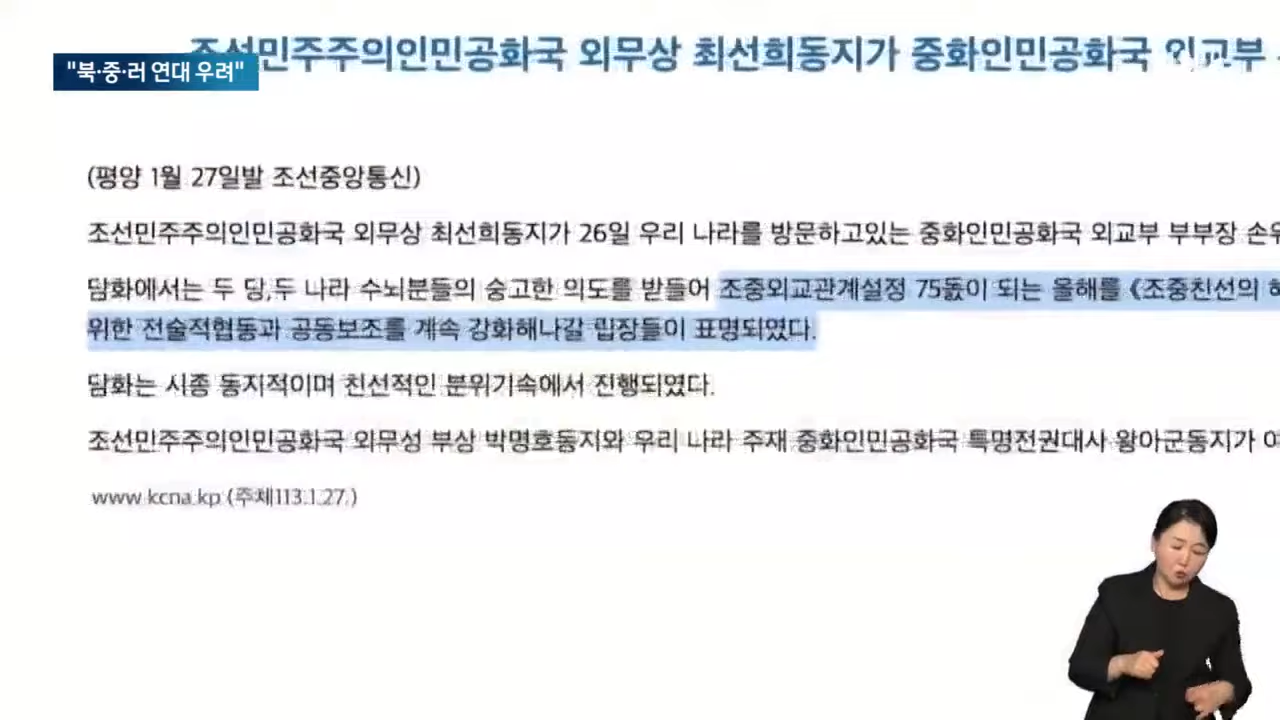 조선민주주의인민공화국 외무상 최선희동지가 중화인민공화국 외교부
"북·중·러 연대 우려"
(평양 1월 27일발 조선중앙통신)
조선민주주의인민공화국 외무상 최선희동지가 26일 우리 나라를 방문하고있는 중화인민공화국 외교부 부부장 손위
담화에서는 두 당,두 나라 수뇌분들의 숭고한 의도를 받들어 조중외교관계설정 75돐이 되는 올해를 《조중친선의
위한 전술적협동과 공동보조를 계속 강화해나갈 립장들이 표명되였다.
담화는 시종 동지적이며 친선적인 분위기속에서 진행되였다.
조선민주주의인민공화국 외무성 부상 박명호동지와 우리 나라 주재 중화인민공화국 특명전권대사 왕아군동지가
www.kcna.kp (주체113.1.27.)